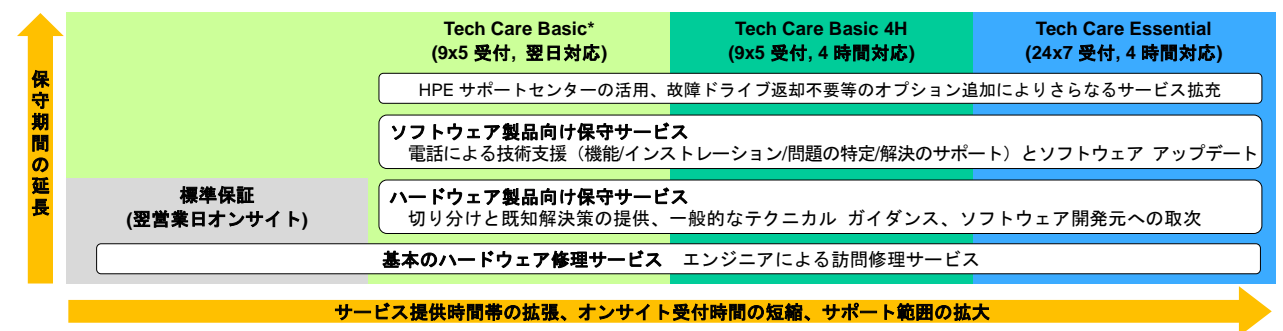 保守期間の延長
Tech Care Basic*
(9x5 受付, 翌日対応)
Tech Care Basic 4H
(9x5 受付, 4 時間対応)
Tech Care Essential
(24x7 受付, 4 時間対応)
HPE サポートセンターの活用、故障ドライブ返却不要等のオプション追加によりさらなるサービス拡充
ソフトウェア製品向け保守サービス
電話による技術支援（機能/インストレーション/問題の特定/解決のサポート）とソフトウェア アップデート
標準保証
(翌営業日オンサイト)
ハードウェア製品向け保守サービス
切り分けと既知解決策の提供、一般的なテクニカル ガイダンス、ソフトウェア開発元への取次
基本のハードウェア修理サービス エンジニアによる訪問修理サービス
サービス提供時間帯の拡張、オンサイト受付時間の短縮、サポート範囲の拡大